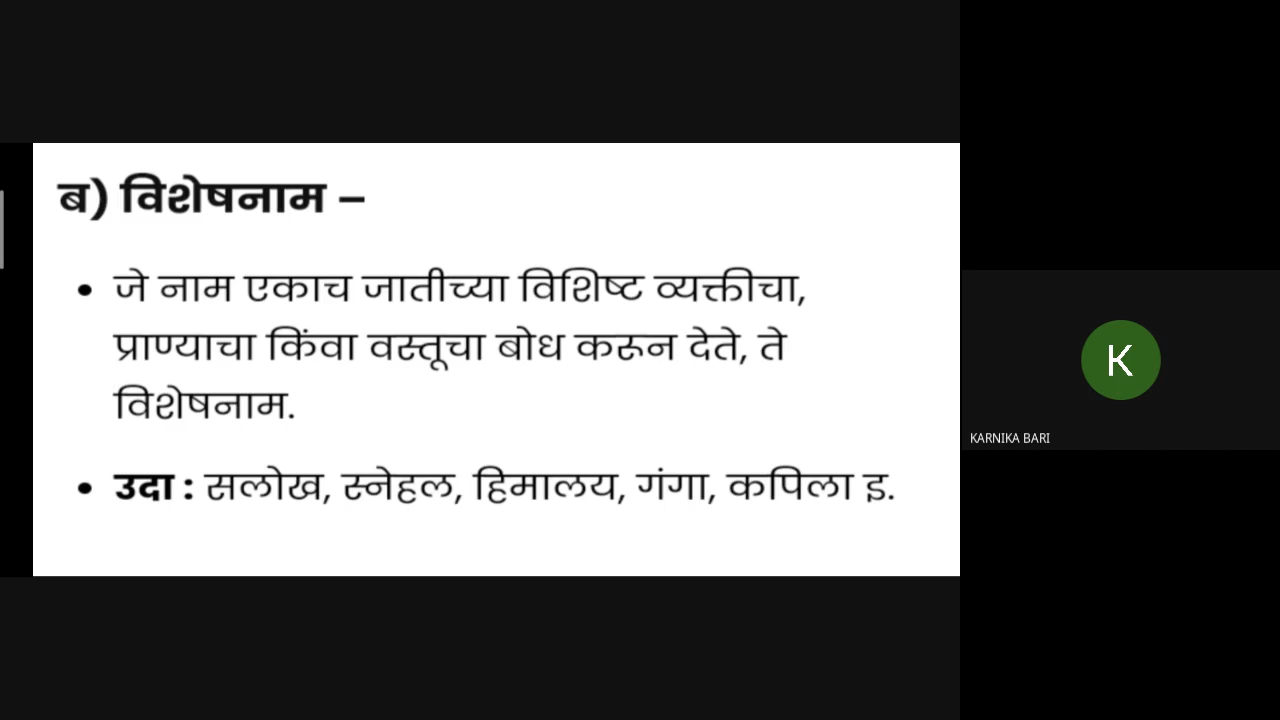 ब) विशेषनाम –
• जे नाम एकाच जातीच्या विशिष्ट व्यक्तीचा,
प्राण्याचा किंवा वस्तूचा बोध करून देते, ते
विशेषनाम.
• उदा : सलोख, स्नेहल, हिमालय, गंगा, कपिला इ.
K
KARNIKA BARI